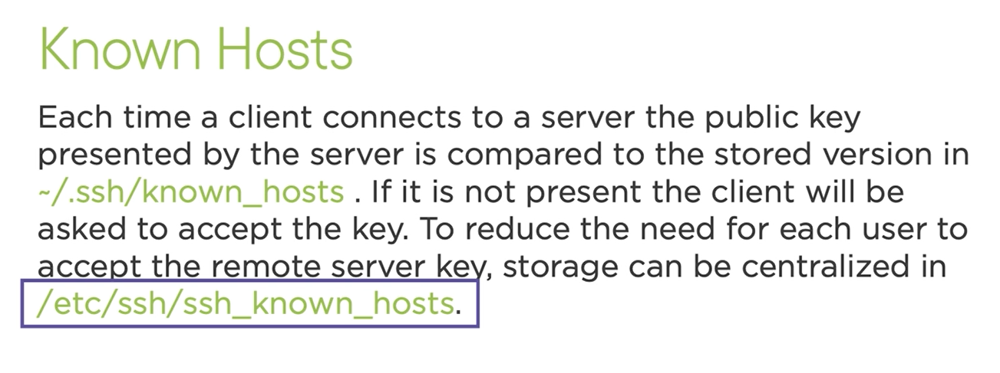 Known Hosts
Each time a client connects to a server the public key
presented by the server is compared to the stored version in
~/.ssh/known_hosts . If it is not present the client will be
asked to accept the key. To reduce the need for each user to
accept the remote server key, storage can be centralized in
/etc/ssh/ssh_known_hosts.